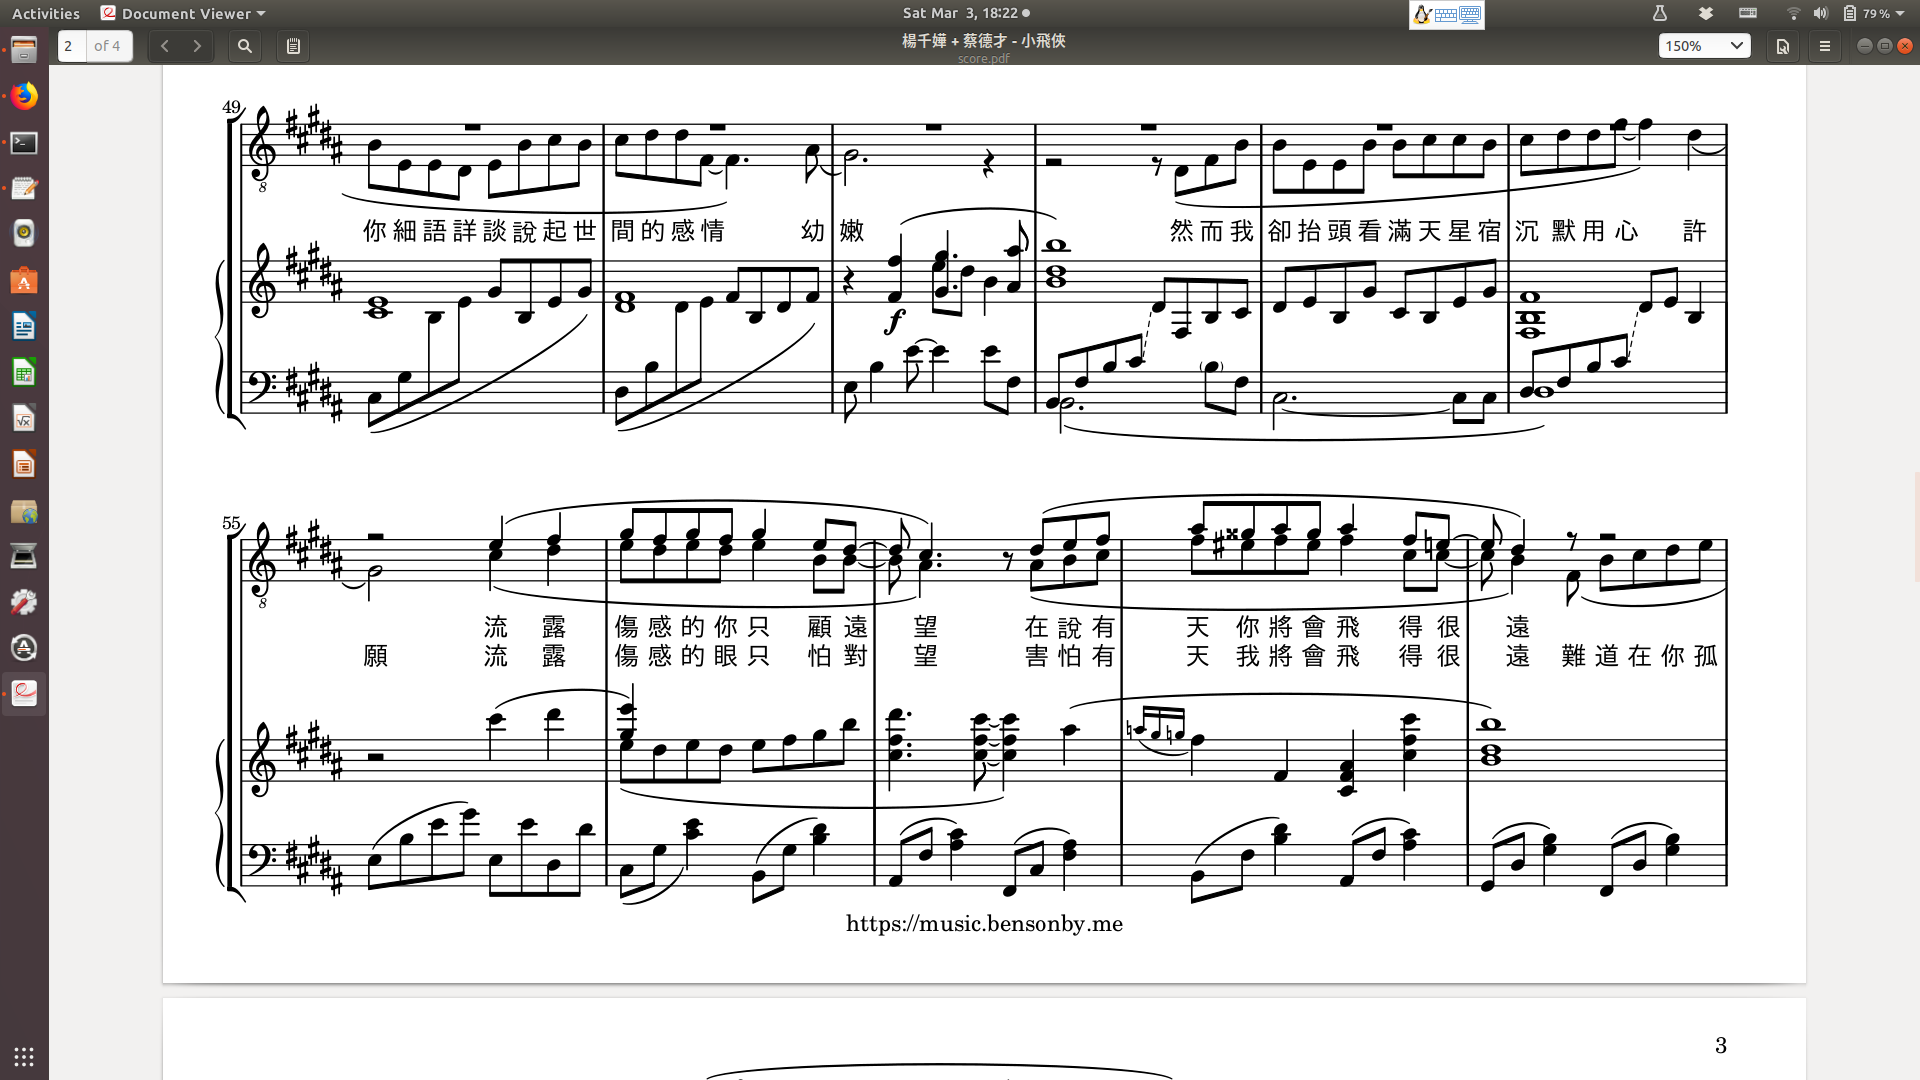 Activities Document Viewer Sat Mar 3, 18:22 79 %
2 of 4 楊千嬅 + 蔡德才 - 小飛俠 150%
score.pdf
49
8
你 細 語 詳 談 說 起 世 間 的 感 情 幼 嫩 然 而 我 卻 抬 頭 看 滿 天 星 宿 沉 默 用 心 許
f
55
8
流 露 傷 感 的 你 只 顧 遠 望 在 說 有 天 你 將 會 飛 得 很 遠
願 流 露 傷 感 的 眼 只 怕 對 望 害 怕 有 天 我 將 會 飛 得 很 遠 難 道 在 你 孤
https://music.bensonby.me
3